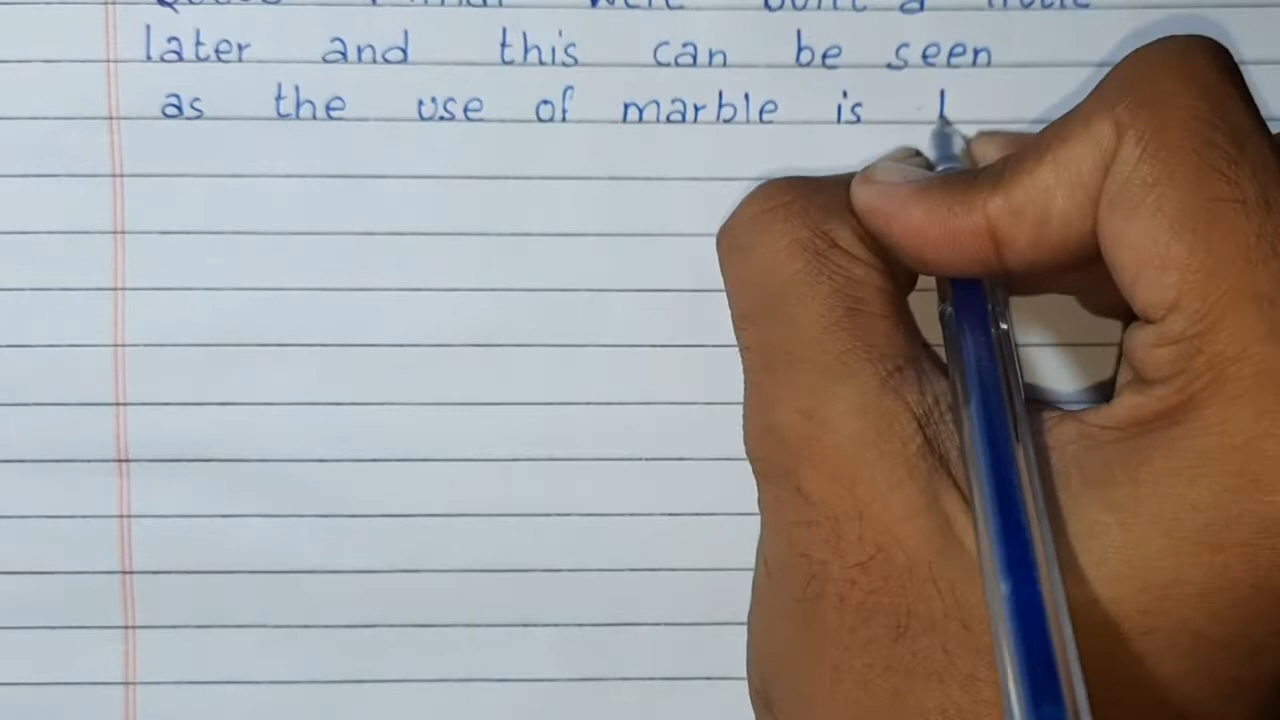 later and this can be seen
as the use of marble is